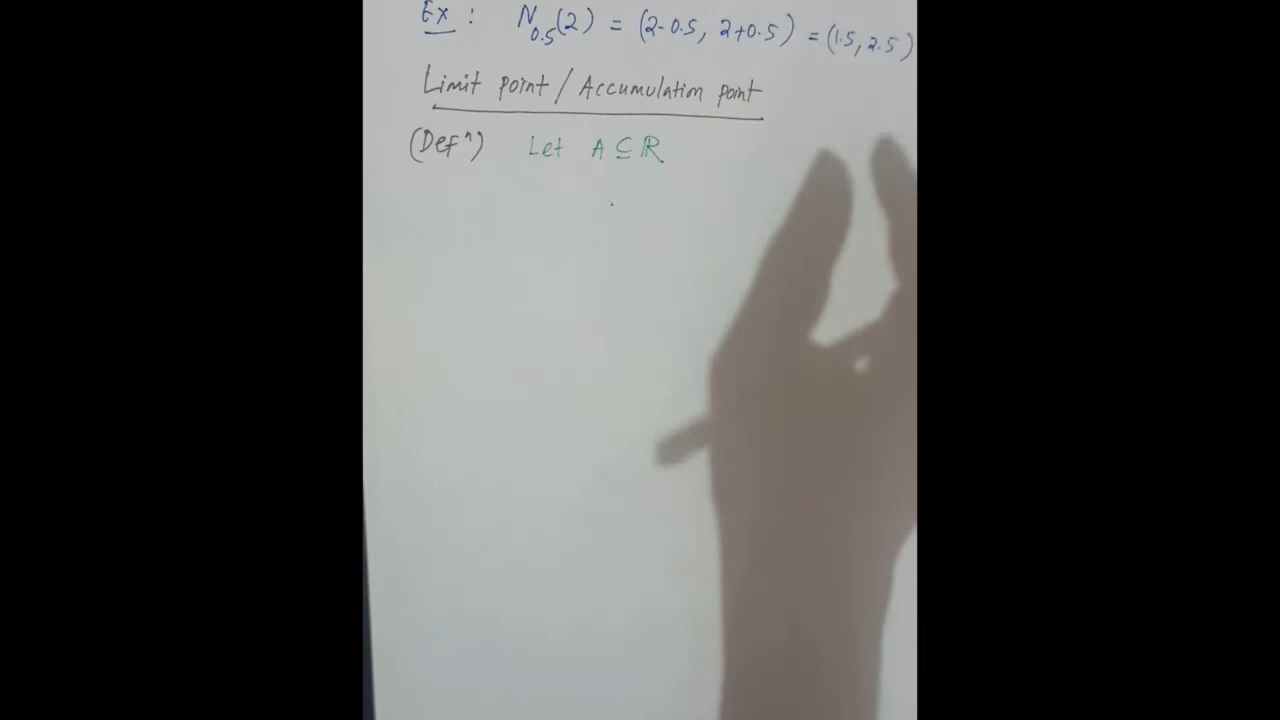 Ex : N0.5(2) = (2-0.5, 2+0.5) = (1.5, 2.5)
Limit point / Accumulation point
(Defⁿ) Let A ⊆ ℝ